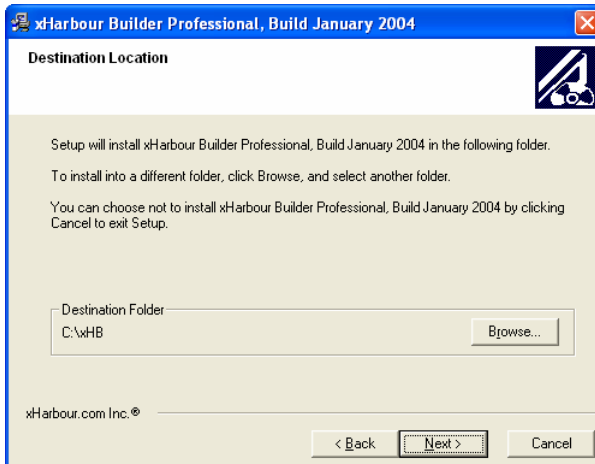 xHarbour Builder Professional, Build January 2004
Destination Location
Setup will install xHarbour Builder Professional, Build January 2004 in the following folder.
To install into a different folder, click Browse, and select another folder.
You can choose not to install xHarbour Builder Professional, Build January 2004 by clicking
Cancel to exit Setup.
Destination Folder
C:\xHB
Browse...
xHarbour.com Inc.®
< Back
Next >
Cancel